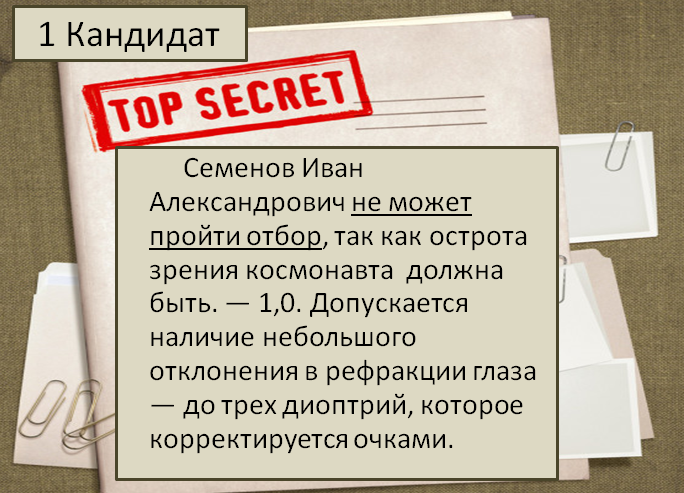 1 Кандидат
TOP SECRET
Семенов Иван
Александрович не может
пройти отбор, так как острота
зрения космонавта должна
быть. — 1,0. Допускается
наличие небольшого
отклонения в рефракции глаза
— до трех диоптрий, которое
корректируется очками.